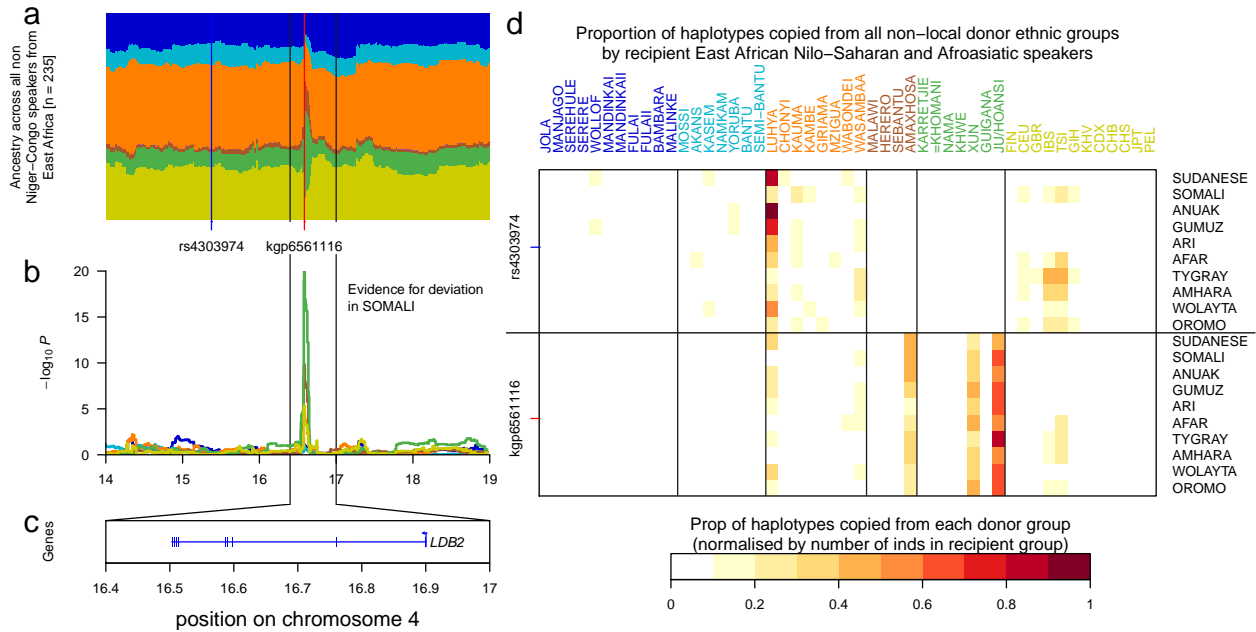 a
Ancestry across all non
Niger−Congo speakers from
East Africa [n = 235]
rs4303974
kgp6561116
b
Evidence for deviation
in SOMALI
−log10 P
0
5
10
15
20
14
15
16
17
18
19
c
Genes
LDB2
16.4
16.5
16.6
16.7
16.8
16.9
17
position on chromosome 4
d
Proportion of haplotypes copied from all non−local donor ethnic groups
by recipient East African Nilo−Saharan and Afroasiatic speakers
JOLA
MANJAGO
SEREHULE
SERERE
WOLLOF
MANDINKAI
MANDINKAII
FULAI
FULAII
BAMBARA
MALINKE
MOSSI
AKANS
KASEM
NAMKAM
YORUBA
BANTU
SEMI−BANTU
LUHYA
CHONYI
KAUMA
KAMBE
GIRIAMA
MZIGUA
WABONDEI
WASAMBAA
MALAWI
HERERO
SEBANTU
AMAXHOSA
KARRETJIE
=KHOMANI
NAMA
KHWE
XUN
GUIGANA
JU/HOANSI
FIN
CEU
GBR
IBS
TSI
GIH
KHV
CDX
CHB
CHS
JPT
PEL
rs4303974
SUDANESE
SOMALI
ANUAK
GUMUZ
ARI
AFAR
TYGRAY
AMHARA
WOLAYTA
OROMO
kgp6561116
SUDANESE
SOMALI
ANUAK
GUMUZ
ARI
AFAR
TYGRAY
AMHARA
WOLAYTA
OROMO
Prop of haplotypes copied from each donor group
(normalised by number of inds in recipient group)
0
0.2
0.4
0.6
0.8
1